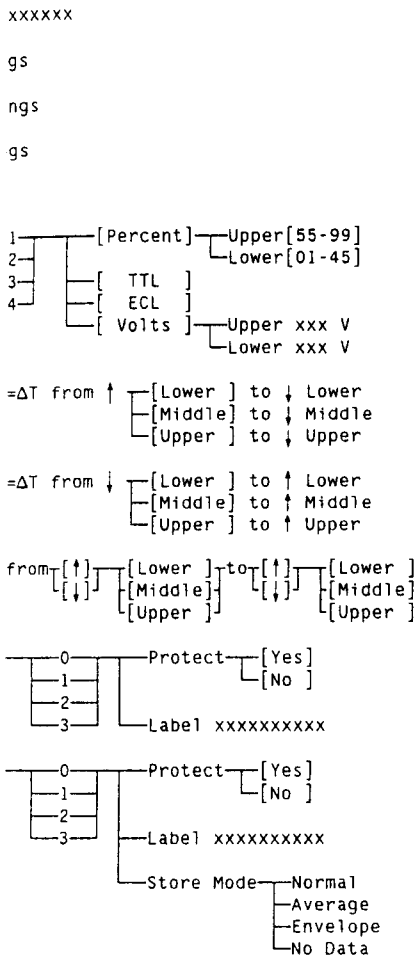 xxxxxx
gs
ngs
gs
1 [Percent] Upper[55-99]
2 Lower[01-45]
3 [ TTL ]
4 [ ECL ]
[ Volts ] Upper xxx V
Lower xxx V
=ΔT from ↑ [Lower ] to ↓ Lower
[Middle] to ↓ Middle
[Upper ] to ↓ Upper
=ΔT from ↓ [Lower ] to ↑ Lower
[Middle] to ↑ Middle
[Upper ] to ↑ Upper
from [↑] [Lower ] to [↑] [Lower ]
[↓] [Middle] [↓] [Middle]
[Upper ] [Upper ]
0 Protect [Yes]
1 [No ]
2
3 Label xxxxxxxxxx
0 Protect [Yes]
1 [No ]
2
3 Label xxxxxxxxxx
Store Mode Normal
Average
Envelope
No Data